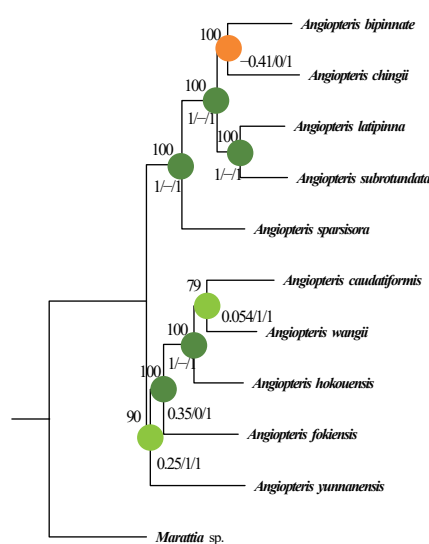 100
Angiopteris bipinnate
−0.41/0/1
Angiopteris chingii
100
1/−/1
100
Angiopteris latipinna
1/−/1
Angiopteris subrotundata
100
1/−/1
Angiopteris sparsisora
79
Angiopteris caudatiformis
0.054/1/1
Angiopteris wangii
100
1/−/1
Angiopteris hokouensis
100
0.35/0/1
Angiopteris fokiensis
90
0.25/1/1
Angiopteris yunnanensis
Marattia sp.